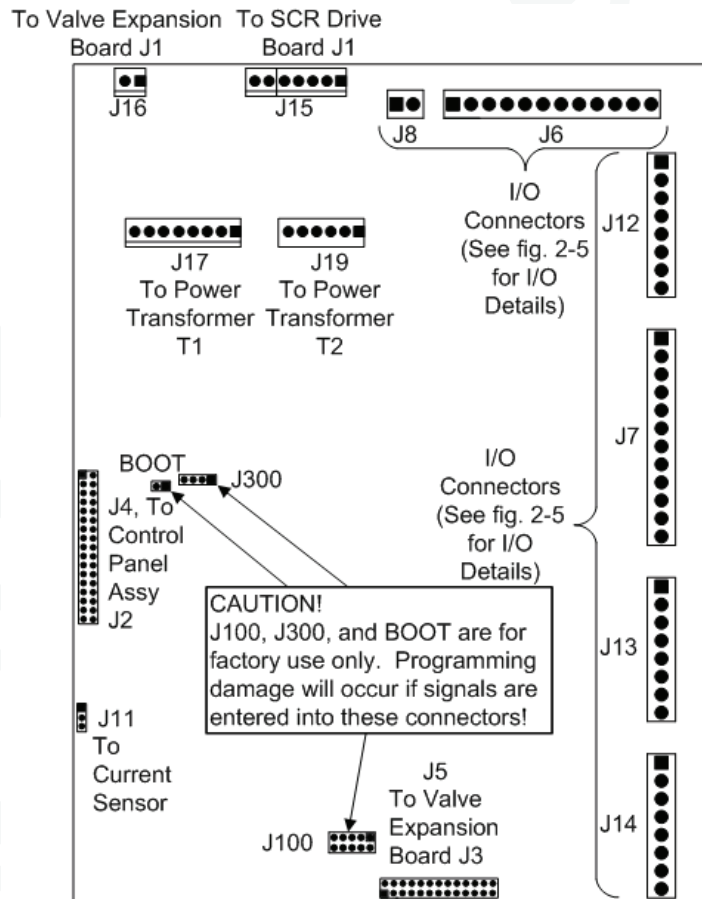 To Valve Expansion
Board J1
To SCR Drive
Board J1
J16
J15
J8
J6
I/O
Connectors
(See fig. 2-5
for I/O
Details)
J12
J17
To Power
Transformer
T1
J19
To Power
Transformer
T2
J7
BOOT
J300
J4, To
Control
Panel
Assy
J2
I/O
Connectors
(See fig. 2-5
for I/O
Details)
CAUTION!
J100, J300, and BOOT are for
factory use only. Programming
damage will occur if signals are
entered into these connectors!
J13
J11
To
Current
Sensor
J5
To Valve
Expansion
Board J3
J100
J14